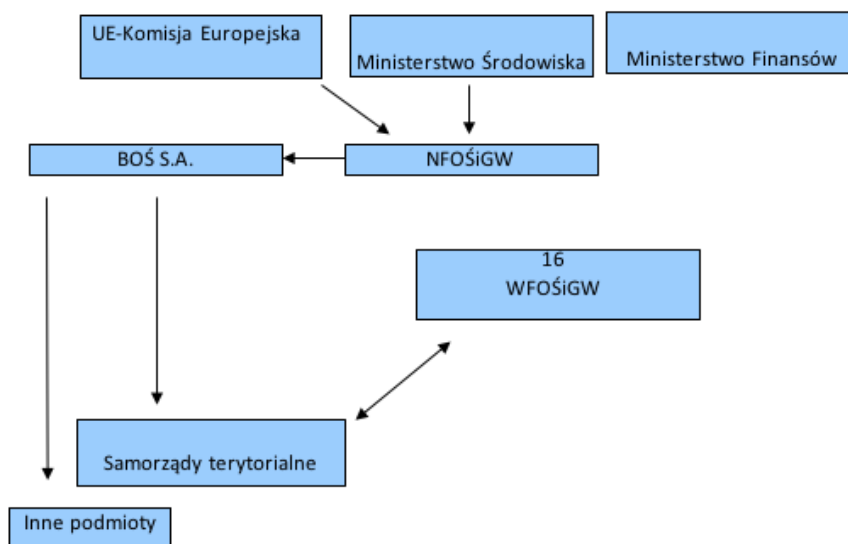 UE-Komisja Europejska
Ministerstwo Środowiska
Ministerstwo Finansów
BOŚ S.A.
NFOŚiGW
16
WFOŚiGW
Samorządy terytorialne
Inne podmioty